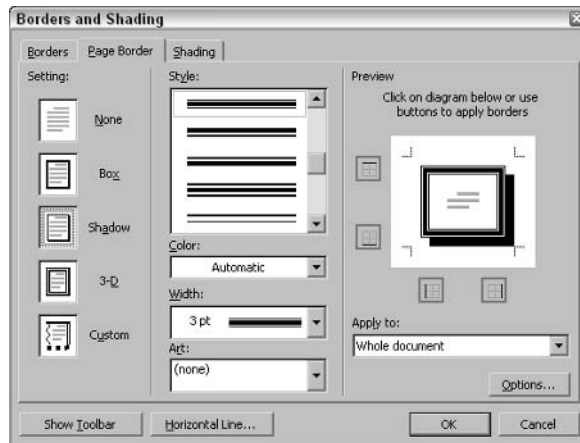 Borders and Shading
Borders
Page Border
Shading
Setting:
None
Box
Shadow
3-D
Custom
Style:
Color:
Automatic
Width:
3 pt
Art:
(none)
Preview
Click on diagram below or use
buttons to apply borders
Apply to:
Whole document
Options...
Show Toolbar
Horizontal Line...
OK
Cancel